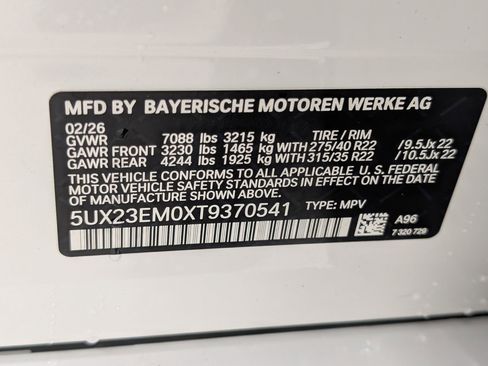 MFD BY BAYERISCHE MOTOREN WERKE AG
02/26
GVWR 7088 lbs 3215 kg TIRE / RIM
GAWR FRONT 3230 lbs 1465 kg WITH 275/40 R22 / 9.5Jx 22
GAWR REAR 4244 lbs 1925 kg WITH 315/35 R22 / 10.5Jx 22
THIS VEHICLE CONFORMS TO ALL APPLICABLE U.S. FEDERAL
MOTOR VEHICLE SAFETY STANDARDS IN EFFECT ON THE
DATE OF MANUFACTURE SHOWN ABOVE.
5UX23EM0XT9370541 TYPE: MPV
A96
7 320 729